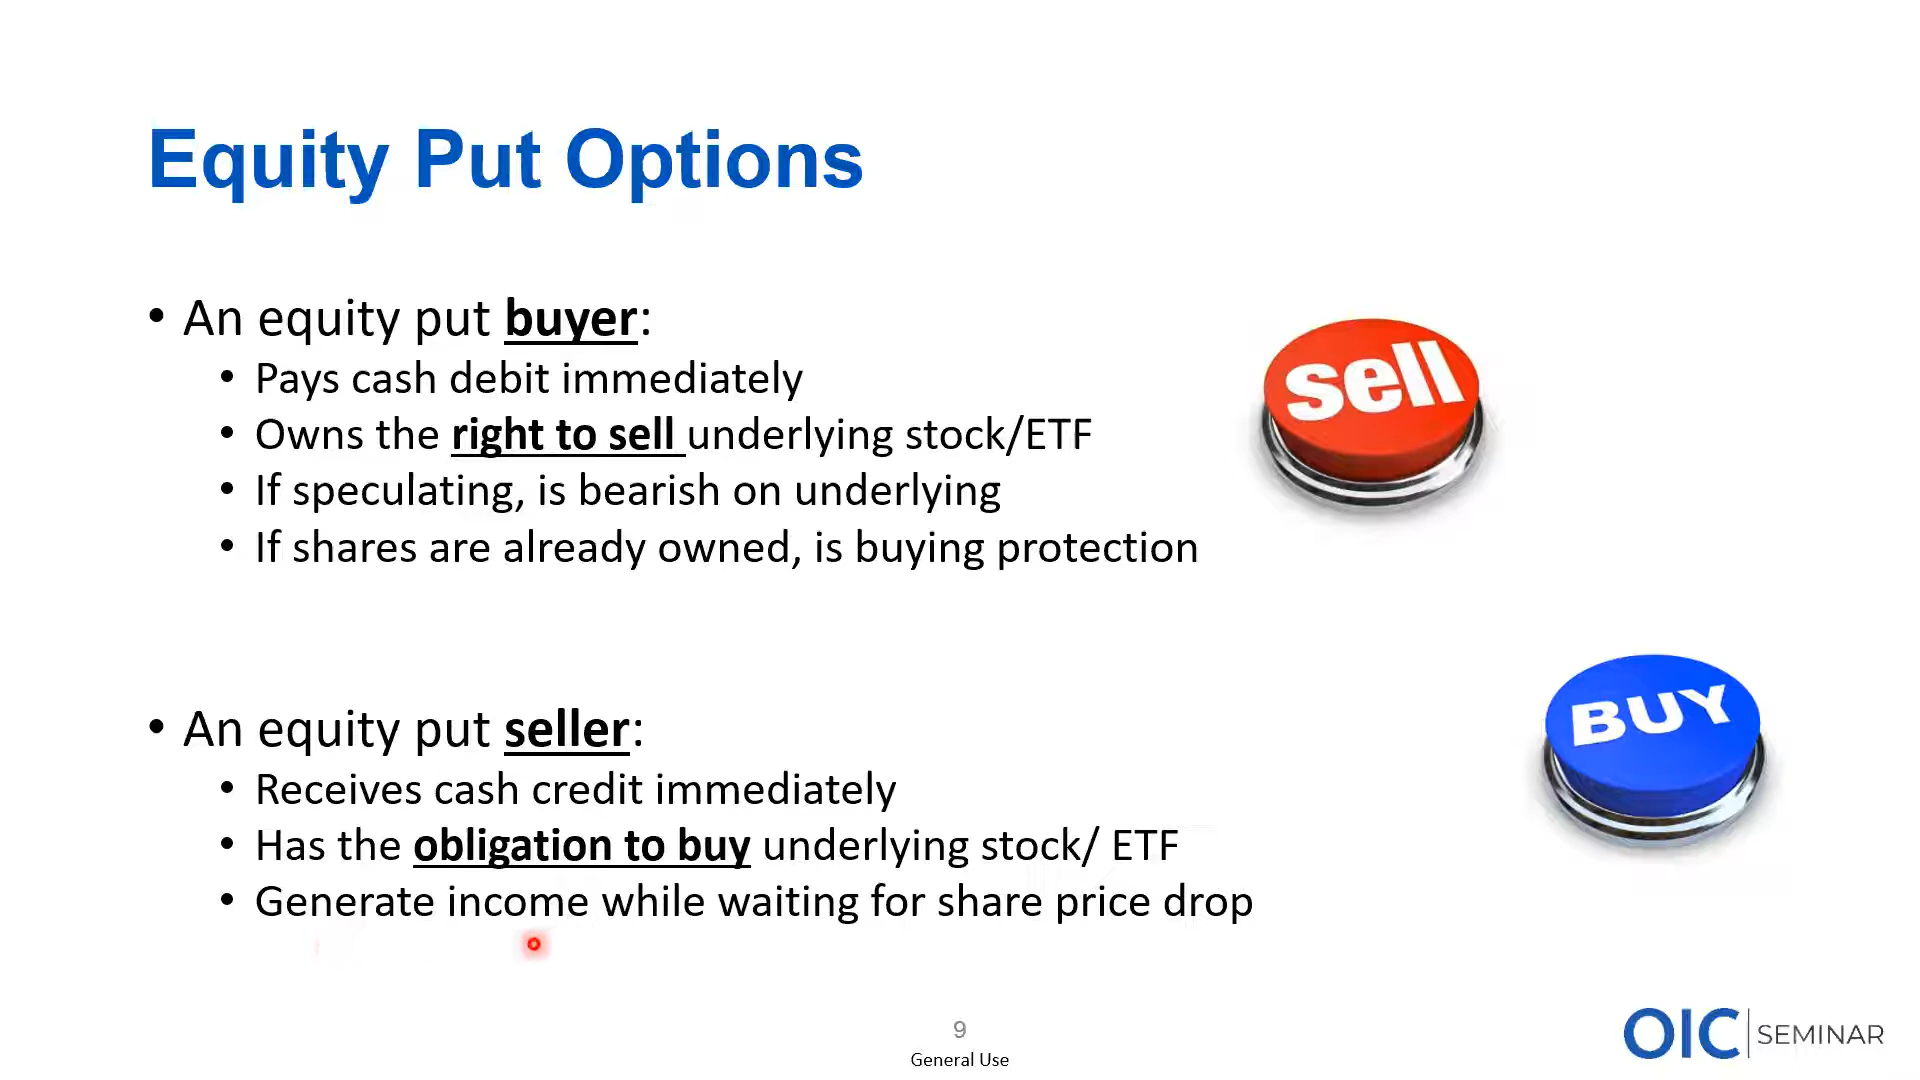 Equity Put Options
• An equity put buyer:
• Pays cash debit immediately
• Owns the right to sell underlying stock/ETF
• If speculating, is bearish on underlying
• If shares are already owned, is buying protection
sell
BUY
• An equity put seller:
• Receives cash credit immediately
• Has the obligation to buy underlying stock/ ETF
• Generate income while waiting for share price drop
9
General Use
OIC SEMINAR